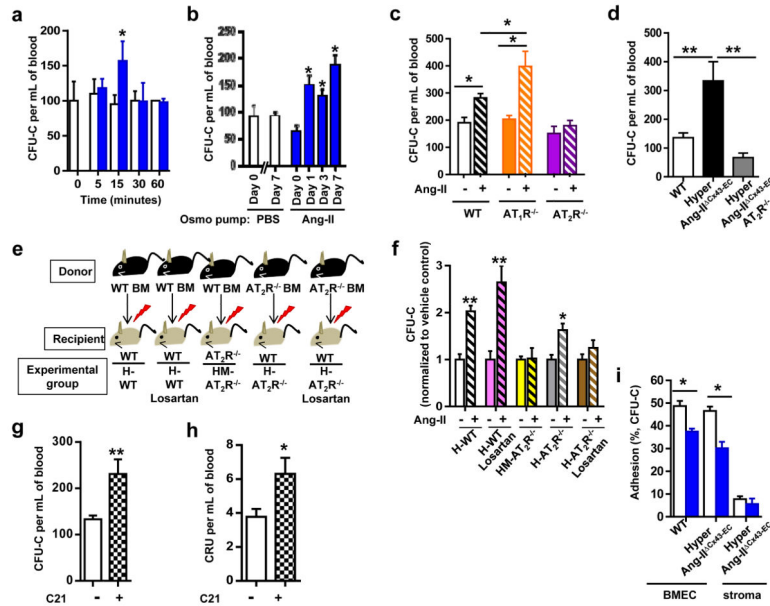 a
CFU-C per mL of blood
200
150
100
50
0
*
0 5 15 30 60
Time (minutes)
b
CFU-C per mL of blood
250
200
150
100
50
0
* * *
Day 0
Day 7
Day 0
Day 1
Day 3
Day 7
Osmo pump: PBS Ang-II
c
CFU-C per mL of blood
500
400
300
200
100
0
*
* *
Ang-II - + - + - +
WT AT1R-/- AT2R-/-
d
CFU-C per mL of blood
500
400
300
200
100
0
** **
WT
Hyper
Ang-IIΔCx43-EC
Hyper
Ang-IIΔCx43-EC
AT2R-/-
e
Donor
WT BM WT BM WT BM AT2R-/- BM AT2R-/- BM
Recipient
WT WT AT2R-/- WT WT
Experimental
group
H-
WT
H-
WT
Losartan
HM-
AT2R-/-
H-
AT2R-/-
H-
AT2R-/-
Losartan
f
CFU-C
(normalized to vehicle control)
3
2
1
0
** ** *
Ang-II - + - + - + - + - +
H-WT
H-WT
Losartan
HM-AT2R-/-
H-AT2R-/-
H-AT2R-/-
Losartan
g
CFU-C per mL of blood
300
200
100
0
**
C21 - +
h
CRU per mL of blood
8
6
4
2
0
*
C21 - +
i
Adhesion (%, CFU-C)
60
50
40
30
20
10
0
* *
WT
Hyper
Ang-IIΔCx43-EC
Hyper
Ang-IIΔCx43-EC
BMEC stroma